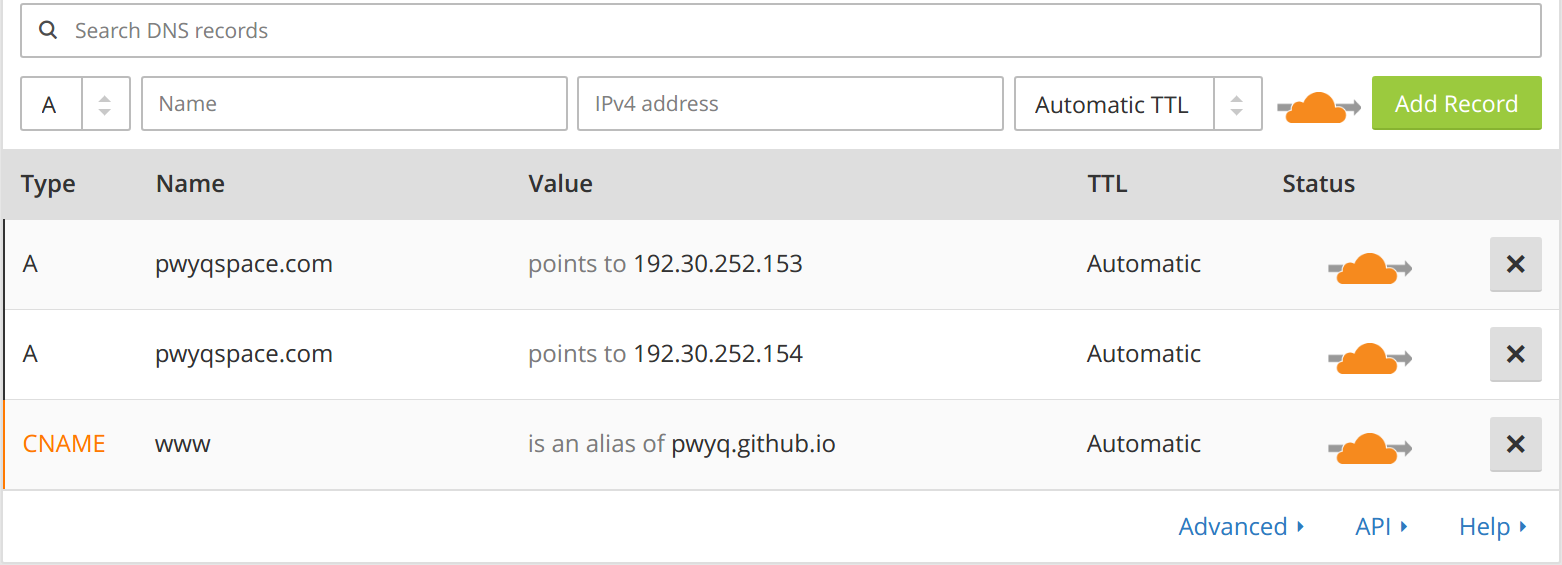 Search DNS records
A Name IPv4 address Automatic TTL Add Record
Type Name Value TTL Status
A pwyqspace.com points to 192.30.252.153 Automatic
A pwyqspace.com points to 192.30.252.154 Automatic
CNAME www is an alias of pwyq.github.io Automatic
Advanced API Help